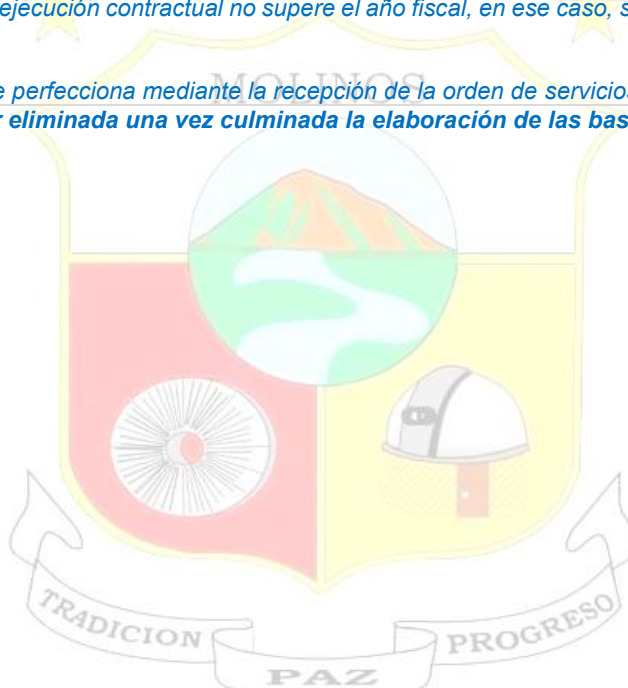 ejecución contractual no supere el año fiscal, en ese caso, s
e perfecciona mediante la recepción de la orden de servicios
MOLINOS
r eliminada una vez culminada la elaboración de las bas
TRADICION
PAZ
PROGRESO